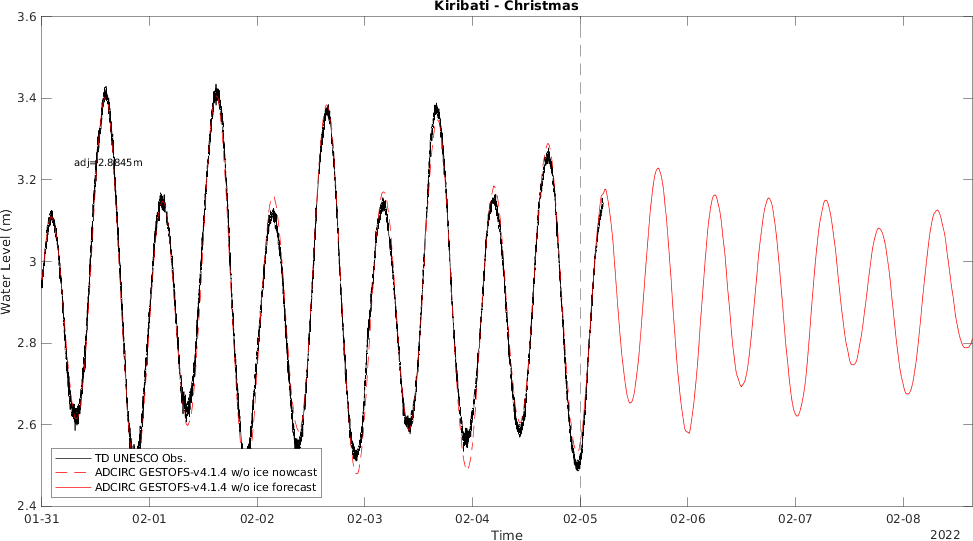 Kiribati - Christmas
3.6
3.4
3.2
3
2.8
2.6
2.4
Water Level (m)
adj=2.8845m
TD UNESCO Obs.
ADCIRC GESTOFS-v4.1.4 w/o ice nowcast
ADCIRC GESTOFS-v4.1.4 w/o ice forecast
01-31 02-01 02-02 02-03 02-04 02-05 02-06 02-07 02-08
Time
2022